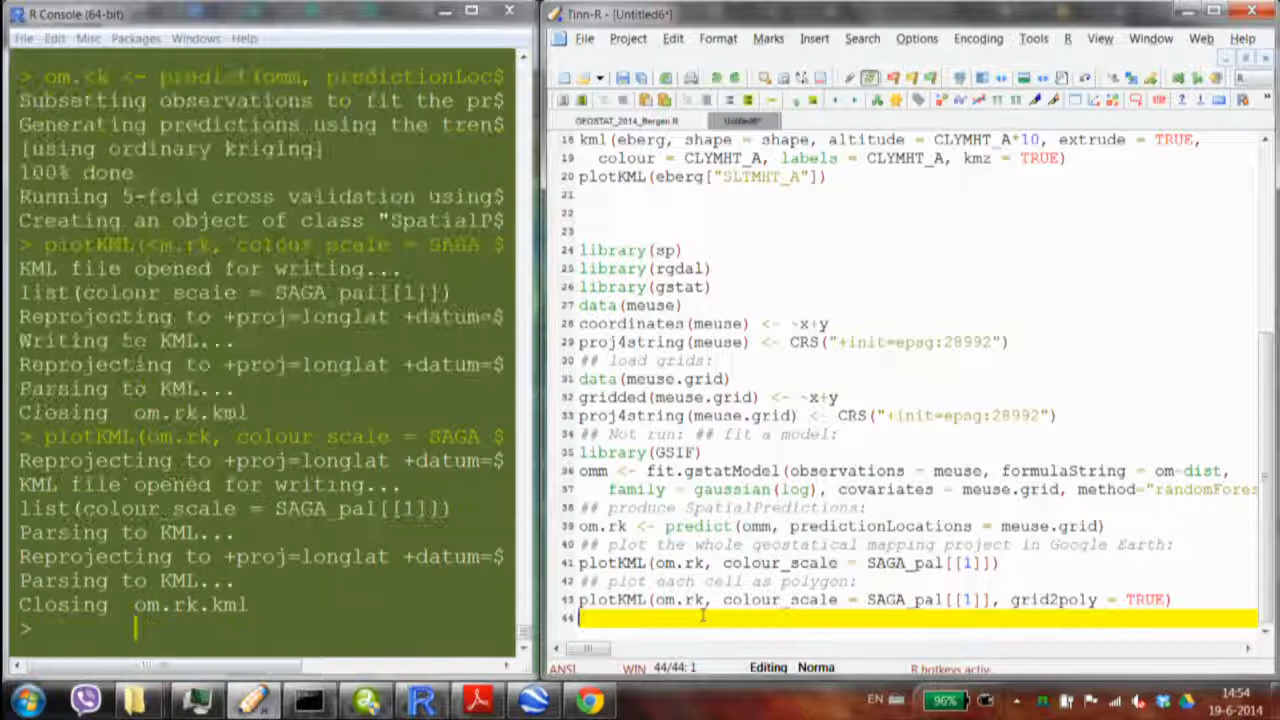 R Console (64-bit)
File Edit Misc Packages Windows Help
> om.<k <- predict(omm, predictionLoc$
Subsetting observations to fit the pr$
Generating predictions using the tren$
[using ordinary kriging]
100% done
Running 5-fold cross validation using$
Creating an object of class "SpatialP$
> plotKML(<m.rk, colour_scale = SAGA_$
KML file opened for writing...
list(colour_scale = SAGA_pal[[1]])
Reprojecting to +proj=longlat +datum=$
Writing to KML...
Reprojecting to +proj=longlat +datum=$
Parsing to KML...
Closing om.rk.kml
> plotKML(om.rk, colour_scale = SAGA_$
Reprojecting to +proj=longlat +datum=$
KML file opened for writing...
list(colour_scale = SAGA_pal[[1]])
Parsing to KML...
Reprojecting to +proj=longlat +datum=$
Parsing to KML...
Closing om.rk.kml
>
Tinn-R - [Untitled6*]
File Project Edit Format Marks Insert Search Options Encoding Tools R View Window Web Help
GEOSTAT_2014_Bergen.R Untitled6*
18 kml(eberg, shape = shape, altitude = CLYMHT_A*10, extrude = TRUE,
19 colour = CLYMHT_A, labels = CLYMHT_A, kmz = TRUE)
20 plotKML(eberg["SLTMHT_A"])
21
22
23
24 library(sp)
25 library(rgdal)
26 library(gstat)
27 data(meuse)
28 coordinates(meuse) <- ~x+y
29 proj4string(meuse) <- CRS("+init=epsg:28992")
30 ## load grids:
31 data(meuse.grid)
32 gridded(meuse.grid) <- ~x+y
33 proj4string(meuse.grid) <- CRS("+init=epsg:28992")
34 ## Not run: ## fit a model:
35 library(GSIF)
36 omm <- fit.gstatModel(observations = meuse, formulaString = om~dist,
37 family = gaussian(log), covariates = meuse.grid, method="randomFores
38 ## produce SpatialPredictions:
39 om.rk <- predict(omm, predictionLocations = meuse.grid)
40 ## plot the whole geostatical mapping project in Google Earth:
41 plotKML(om.rk, colour_scale = SAGA_pal[[1]])
42 ## plot each cell as polygon:
43 plotKML(om.rk, colour_scale = SAGA_pal[[1]], grid2poly = TRUE)
44
ANSI WIN 44/44: 1 Editing Norma R hotkeys activ
EN 96% 14:54
19-6-2014